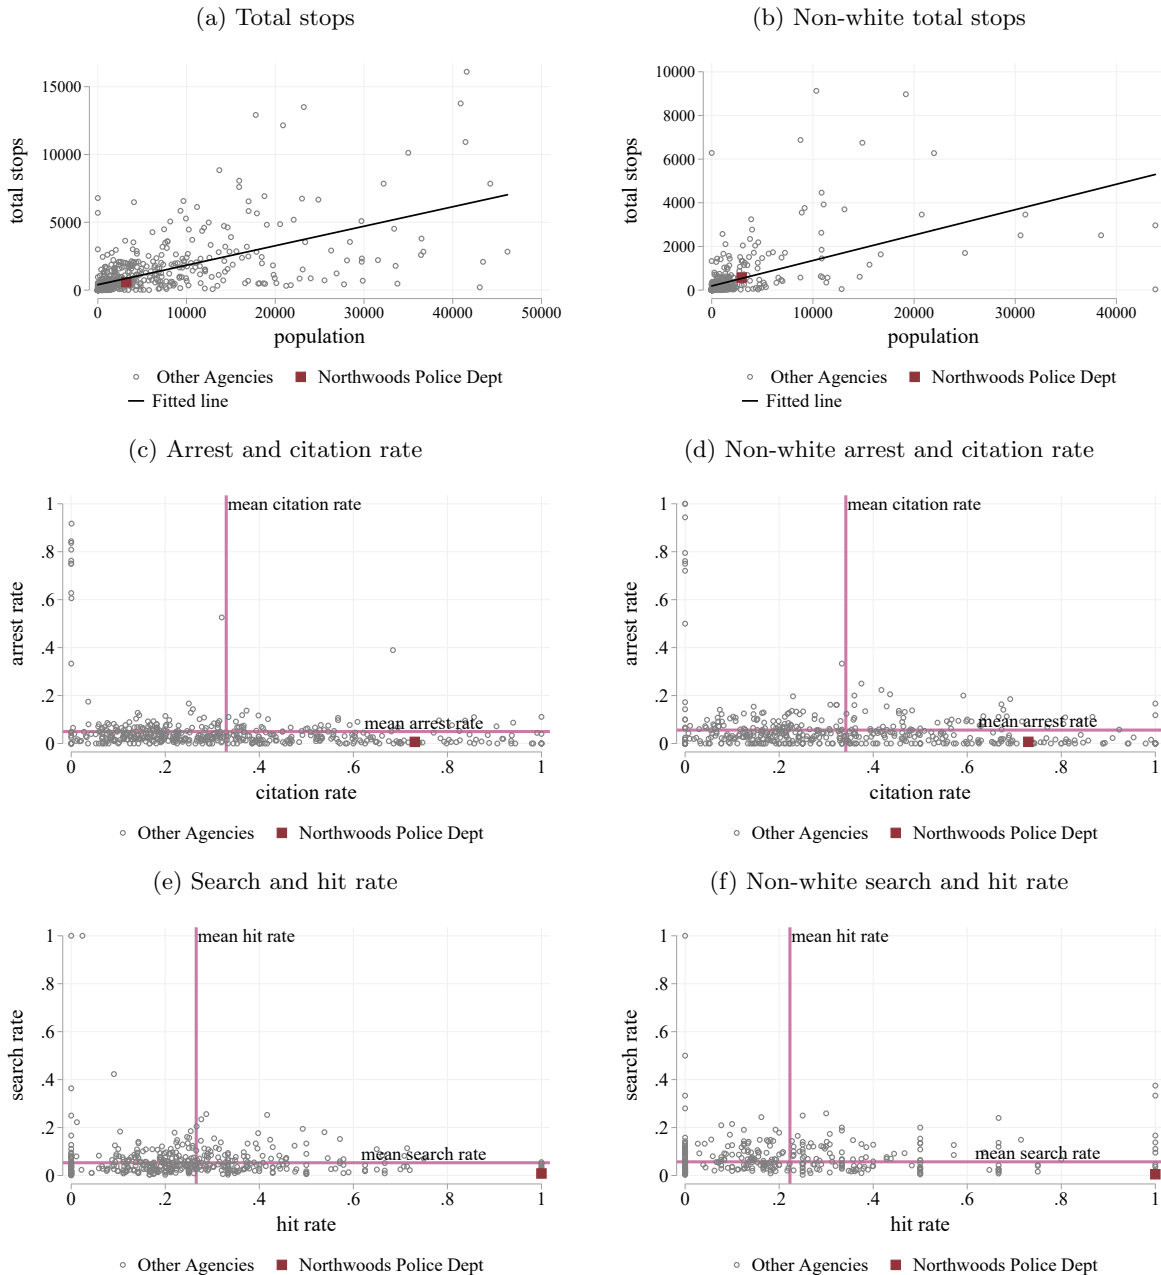 (a) Total stops
(b) Non-white total stops
total stops
15000
10000
5000
0
0 10000 20000 30000 40000 50000
population
Other Agencies Northwoods Police Dept
Fitted line
total stops
10000
8000
6000
4000
2000
0
0 10000 20000 30000 40000
population
Other Agencies Northwoods Police Dept
Fitted line
(c) Arrest and citation rate
(d) Non-white arrest and citation rate
arrest rate
1
.8
.6
.4
.2
0
mean citation rate
mean arrest rate
0 .2 .4 .6 .8 1
citation rate
Other Agencies Northwoods Police Dept
arrest rate
1
.8
.6
.4
.2
0
mean citation rate
mean arrest rate
0 .2 .4 .6 .8 1
citation rate
Other Agencies Northwoods Police Dept
(e) Search and hit rate
(f) Non-white search and hit rate
search rate
1
.8
.6
.4
.2
0
mean hit rate
mean search rate
0 .2 .4 .6 .8 1
hit rate
Other Agencies Northwoods Police Dept
search rate
1
.8
.6
.4
.2
0
mean hit rate
mean search rate
0 .2 .4 .6 .8 1
hit rate
Other Agencies Northwoods Police Dept